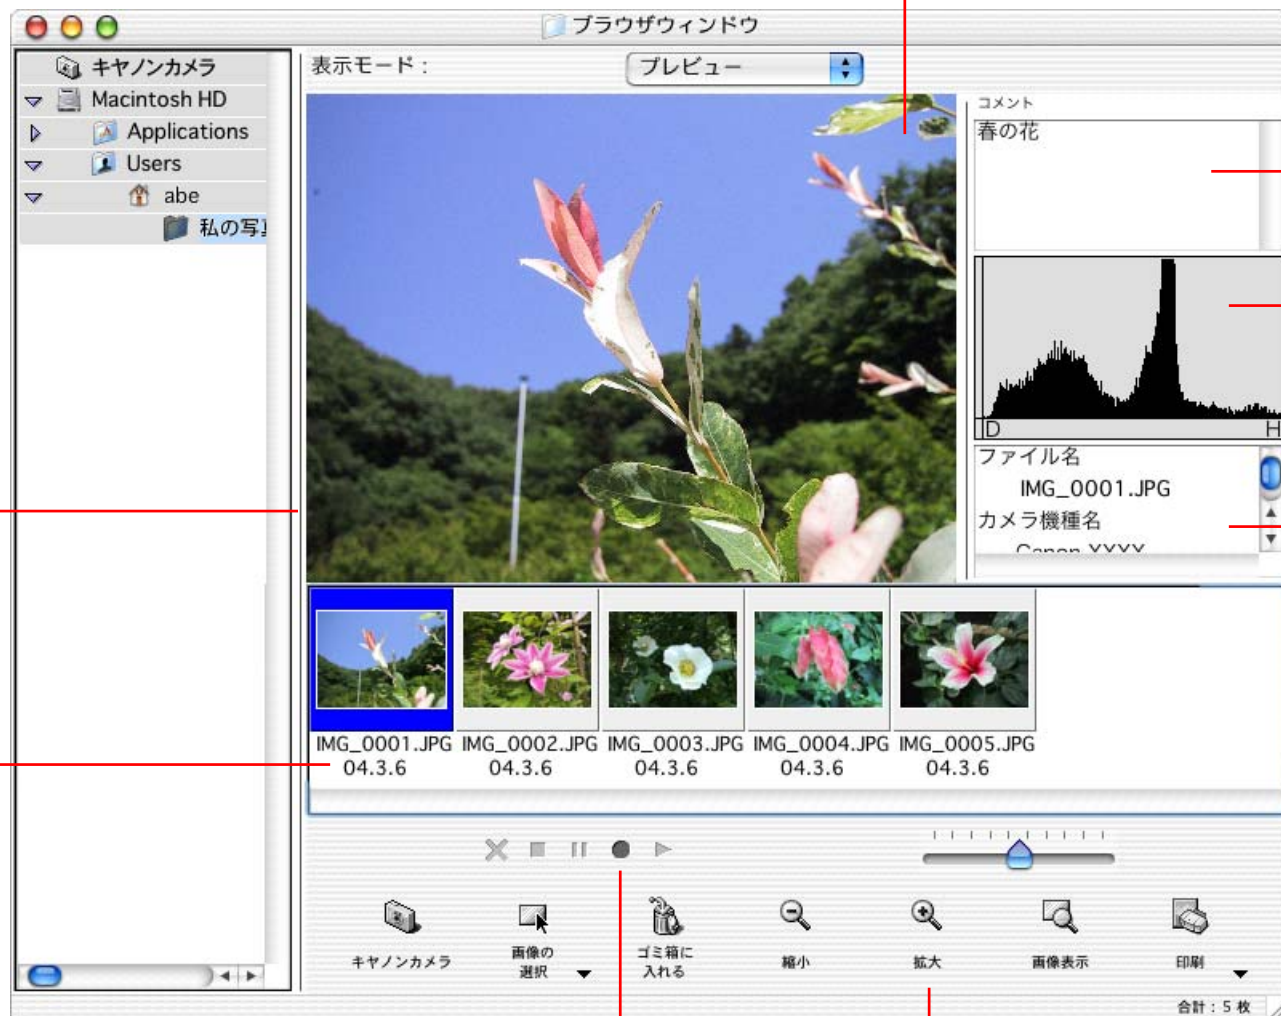 ブラウザウィンドウ
キヤノンカメラ
Macintosh HD
Applications
Users
abe
私の写真
表示モード：
プレビュー
コメント
春の花
D
H
ファイル名
IMG_0001.JPG
カメラ機種名
Canon XXXX
IMG_0001.JPG
04.3.6
IMG_0002.JPG
04.3.6
IMG_0003.JPG
04.3.6
IMG_0004.JPG
04.3.6
IMG_0005.JPG
04.3.6
キヤノンカメラ
画像の
選択
ゴミ箱に
入れる
縮小
拡大
画像表示
印刷
合計：5 枚